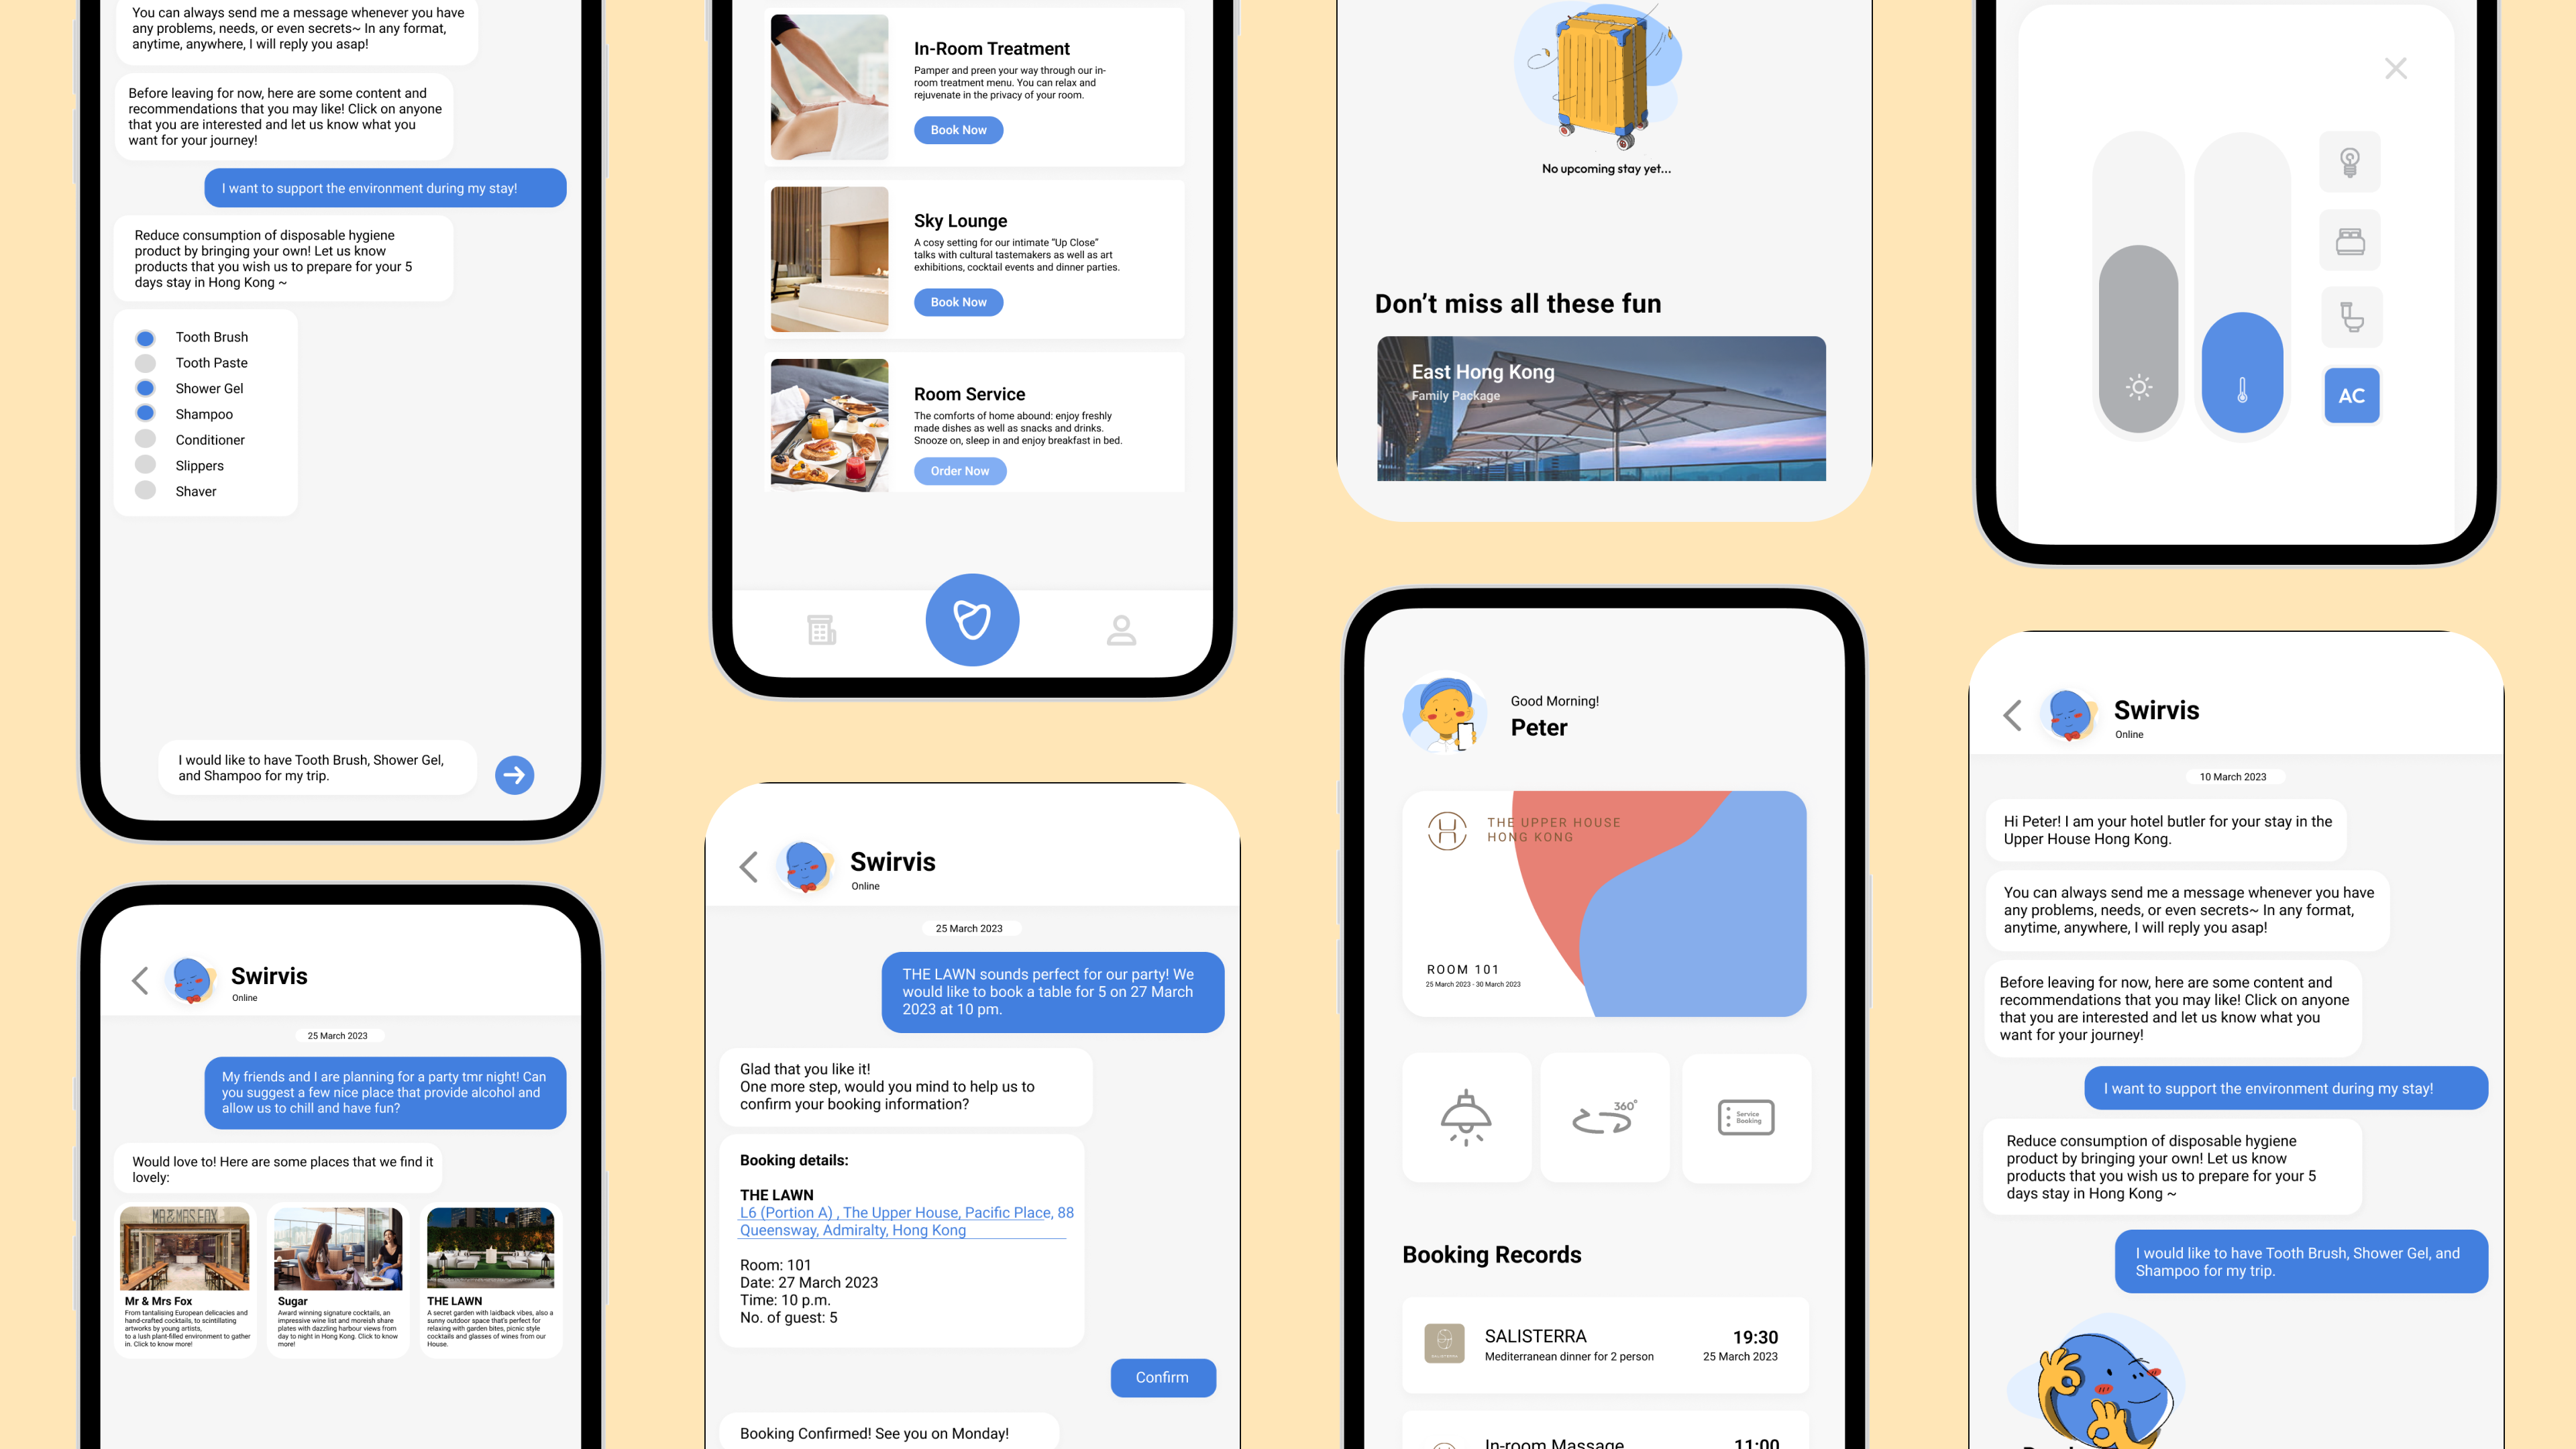 You can always send me a message whenever you have
any problems, needs, or even secrets~ In any format,
anytime, anywhere, I will reply you asap!
Before leaving for now, here are some content and
recommendations that you may like! Click on anyone
that you are interested and let us know what you
want for your journey!
I want to support the environment during my stay!
Reduce consumption of disposable hygiene
product by bringing your own! Let us know
products that you wish us to prepare for your 5
days stay in Hong Kong ~
Tooth Brush
Tooth Paste
Shower Gel
Shampoo
Conditioner
Slippers
Shaver
I would like to have Tooth Brush, Shower Gel,
and Shampoo for my trip.
Swirvis
Online
25 March 2023
My friends and I are planning for a party tmr night! Can
you suggest a few nice place that provide alcohol and
allow us to chill and have fun?
Would love to! Here are some places that we find it
lovely:
MR & MRS FOX
Mr & Mrs Fox
From tantalising European delicacies and
hand-crafted cocktails, to scintillating
artworks by young artists,
to a lush plant-filled environment to gather
in. Click to know more!
Sugar
Award winning signature cocktails, an
impressive wine list and moreish share
plates with dazzling harbour views from
day to night in Hong Kong. Click to know
more!
THE LAWN
A secret garden with laidback vibes, also a
sunny outdoor space that's perfect for
relaxing with garden bites, picnic style
cocktails and glasses of wines from our
House.
In-Room Treatment
Pamper and preen your way through our in-
room treatment menu. You can relax and
rejuvenate in the privacy of your room.
Book Now
Sky Lounge
A cosy setting for our intimate "Up Close"
talks with cultural tastemakers as well as art
exhibitions, cocktail events and dinner parties.
Book Now
Room Service
The comforts of home abound: enjoy freshly
made dishes as well as snacks and drinks.
Snooze on, sleep in and enjoy breakfast in bed.
Order Now
Swirvis
Online
25 March 2023
THE LAWN sounds perfect for our party! We
would like to book a table for 5 on 27 March
2023 at 10 pm.
Glad that you like it!
One more step, would you mind to help us to
confirm your booking information?
Booking details:
THE LAWN
L6 (Portion A) , The Upper House, Pacific Place, 88
Queensway, Admiralty, Hong Kong
Room: 101
Date: 27 March 2023
Time: 10 p.m.
No. of guest: 5
Confirm
Booking Confirmed! See you on Monday!
No upcoming stay yet...
Don't miss all these fun
East Hong Kong
Family Package
Good Morning!
Peter
THE UPPER HOUSE
HONG KONG
ROOM 101
25 March 2023 - 30 March 2023
360°
Service
Booking
Booking Records
SALISTERRA
SALISTERRA
19:30
Mediterranean dinner for 2 person
25 March 2023
In-room Massage
11:00
AC
Swirvis
Online
10 March 2023
Hi Peter! I am your hotel butler for your stay in the
Upper House Hong Kong.
You can always send me a message whenever you have
any problems, needs, or even secrets~ In any format,
anytime, anywhere, I will reply you asap!
Before leaving for now, here are some content and
recommendations that you may like! Click on anyone
that you are interested and let us know what you
want for your journey!
I want to support the environment during my stay!
Reduce consumption of disposable hygiene
product by bringing your own! Let us know
products that you wish us to prepare for your 5
days stay in Hong Kong ~
I would like to have Tooth Brush, Shower Gel, and
Shampoo for my trip.